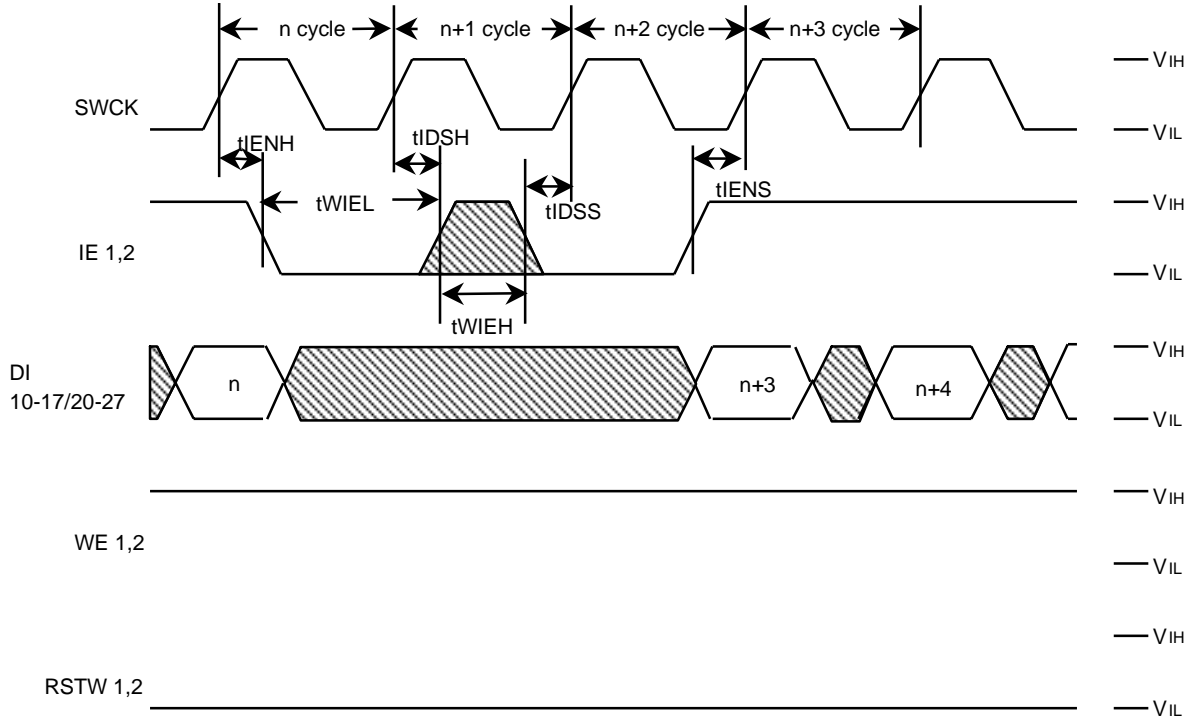 n cycle n+1 cycle n+2 cycle n+3 cycle
VIH
SWCK
VIL
tIENH
tIDSH
tIDSS
tIENS
tWIEL
VIH
IE 1,2
VIL
tWIEH
VIH
DI
10-17/20-27
n
n+3
n+4
VIL
VIH
WE 1,2
VIL
VIH
RSTW 1,2
VIL